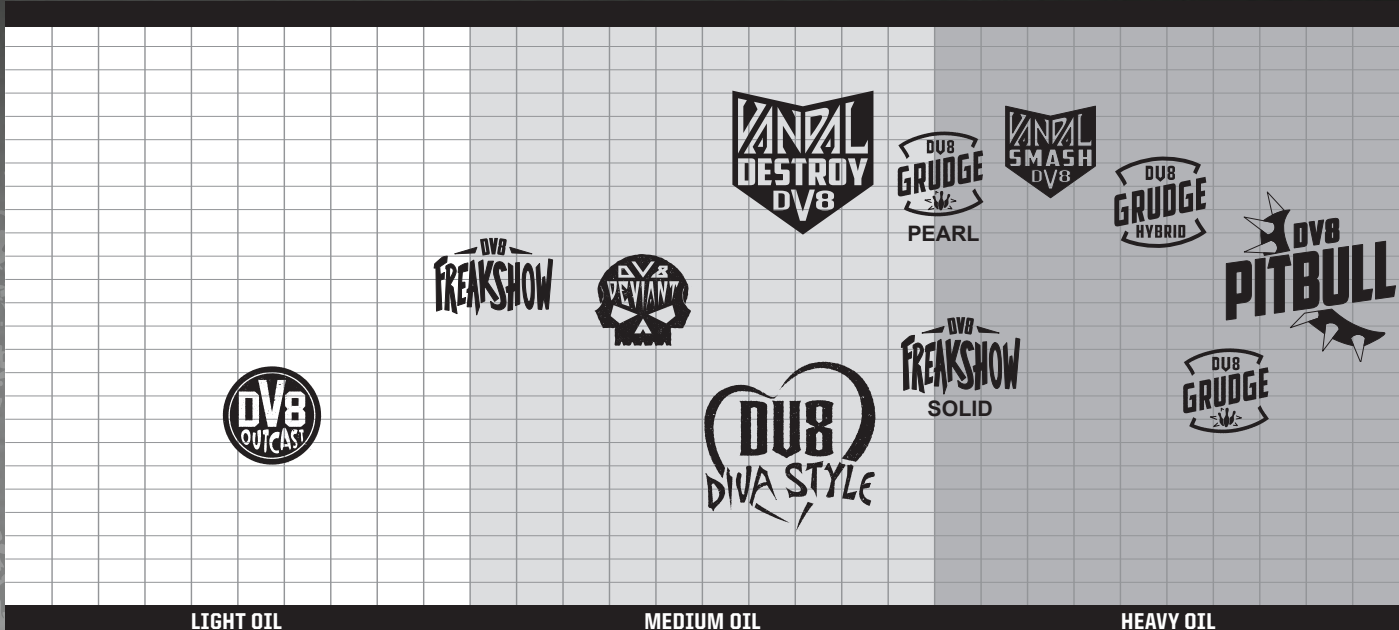 VANDAL
DESTROY
DV8
DV8
GRUDGE
PEARL
VANDAL
SMASH
DV8
DV8
GRUDGE
HYBRID
DV8
PITBULL
DV8
FREAKSHOW
DV8
DEVIANT
DV8
FREAKSHOW
SOLID
DV8
GRUDGE
DV8
OUTCAST
DV8
DIVA STYLE
LIGHT OIL
MEDIUM OIL
HEAVY OIL